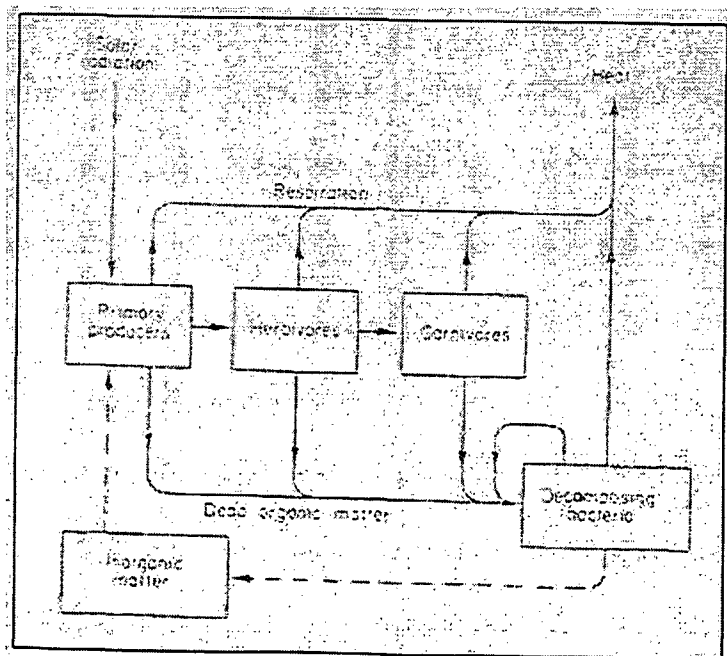 Solar
radiation
Heat
Respiration
Primary
producers
Herbivores
Carnivores
Dead organic matter
Decomposing
bacteria
Inorganic
matter